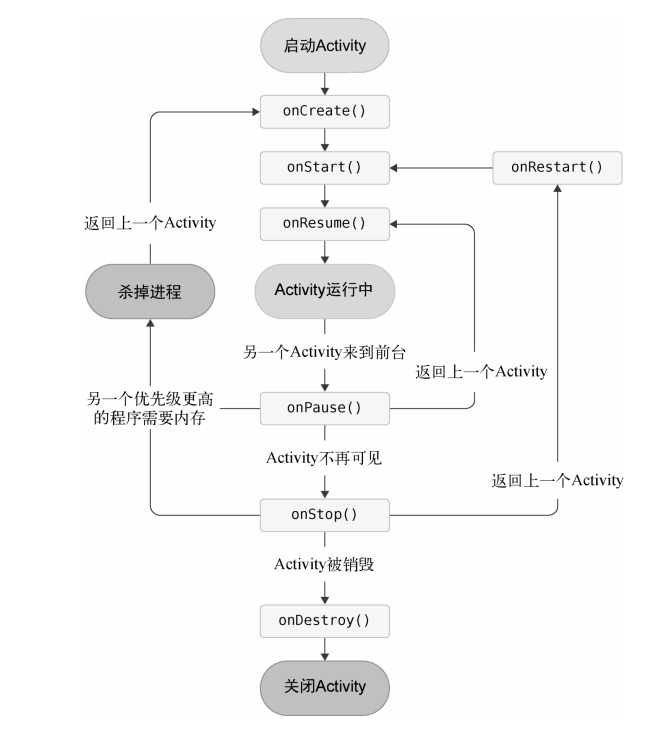 启动Activity
onCreate()
onStart()
onRestart()
返回上一个Activity
onResume()
杀掉进程
Activity运行中
另一个Activity来到前台
返回上一个Activity
另一个优先级更高
的程序需要内存
onPause()
Activity不再可见
返回上一个Activity
onStop()
Activity被销毁
onDestroy()
关闭Activity